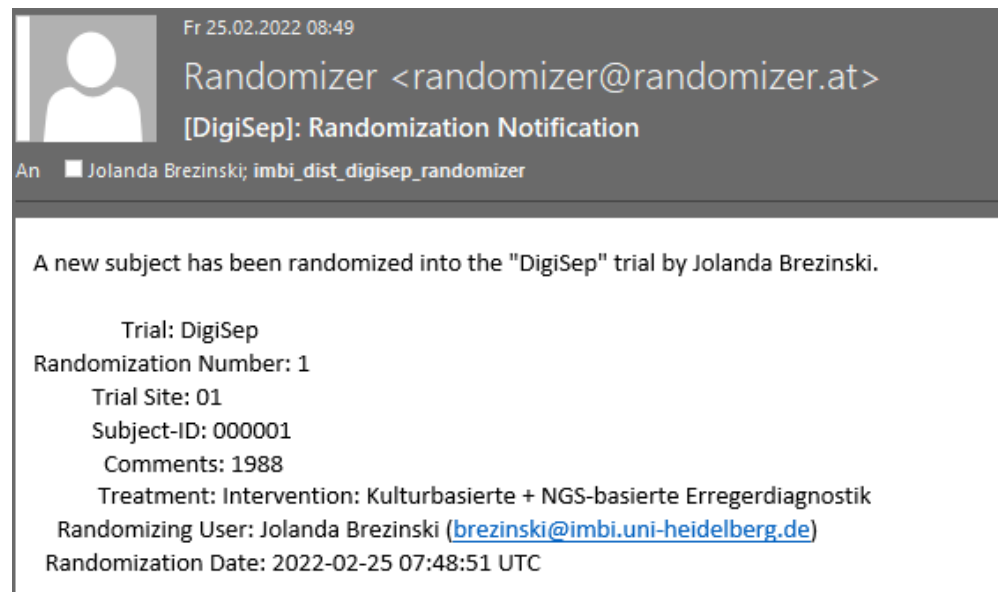 Fr 25.02.2022 08:49
Randomizer <randomizer@randomizer.at>
[DigiSep]: Randomization Notification
An Jolanda Brezinski; imbi_dist_digisep_randomizer
A new subject has been randomized into the "DigiSep" trial by Jolanda Brezinski.
Trial: DigiSep
Randomization Number: 1
Trial Site: 01
Subject-ID: 000001
Comments: 1988
Treatment: Intervention: Kulturbasierte + NGS-basierte Erregerdiagnostik
Randomizing User: Jolanda Brezinski (brezinski@imbi.uni-heidelberg.de)
Randomization Date: 2022-02-25 07:48:51 UTC